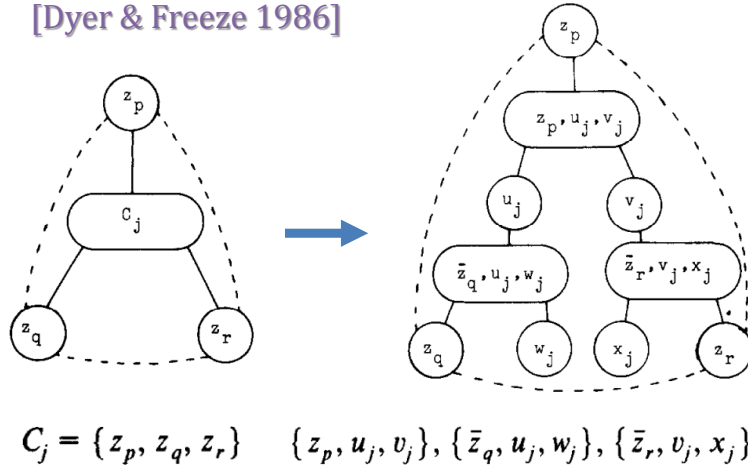 [Dyer & Freeze 1986]
z_p
C_j
z_q
z_r
z_p
z_p, u_j, v_j
u_j
v_j
z̄_q, u_j, w_j
z̄_r, v_j, x_j
z_q
w_j
x_j
z_r
C_j = {z_p, z_q, z_r} {z_p, u_j, v_j}, {z̄_q, u_j, w_j}, {z̄_r, v_j, x_j}